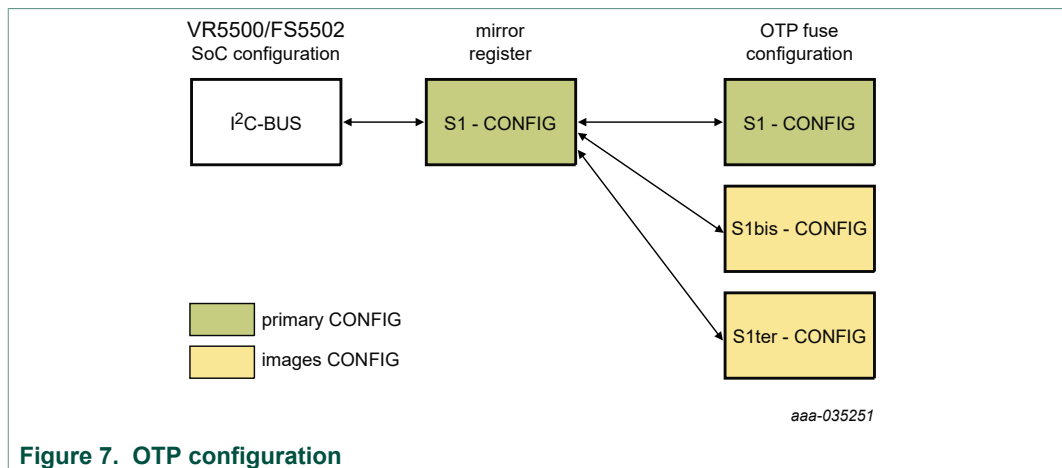 VR5500/FS5502
SoC configuration
mirror
register
OTP fuse
configuration
I²C-BUS
S1 - CONFIG
S1 - CONFIG
S1bis - CONFIG
S1ter - CONFIG
primary CONFIG
images CONFIG
aaa-035251
Figure 7. OTP configuration